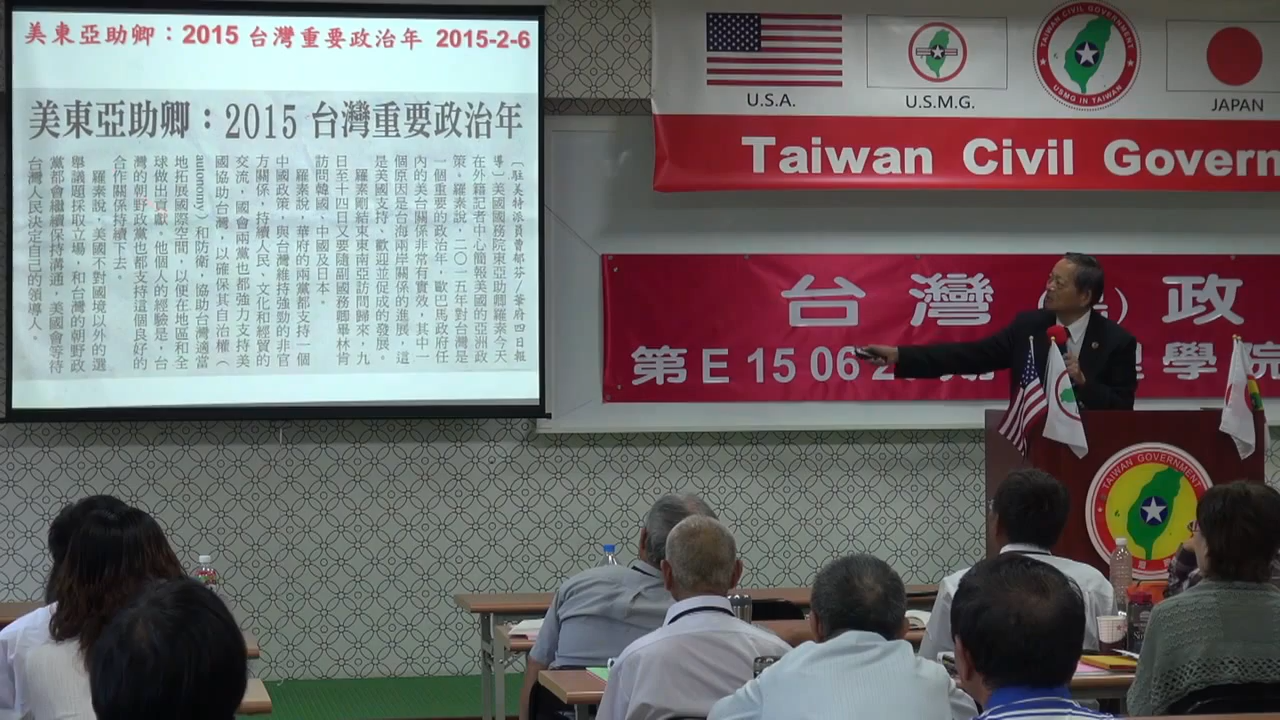 美東亞助卿：2015 台灣重要政治年 2015-2-6
美東亞助卿：2015 台灣重要政治年
〔駐美特派員曹郁芬／華府四日報
導〕美國國務院東亞助卿羅素今天
在外籍記者中心簡報美國的亞洲政
策。羅素說，二〇一五年對台灣是
一個重要的政治年，歐巴馬政府任
內的美台關係非常有實效，其中一
個原因是台海兩岸關係的進展，這
是美國支持、歡迎並促成的發展。
羅素剛結束東南亞訪問歸來，九
日至十四日又要隨副國務卿畢林肯
訪問韓國、中國及日本。
羅素說，華府的兩黨都支持一個
中國政策，與台灣維持強勁的非官
方關係，持續人民、文化和經貿的
交流，國會兩黨也都強力支持美
國協助台灣，以確保其自治權（
autonomy）和防衛，協助台灣適當
地拓展國際空間，以便在地區和全
球做出貢獻。他個人的經驗是，台
灣的朝野政黨也都支持這個良好的
合作關係持續下去。
羅素說，美國不對國境以外的選
舉議題採取立場，和台灣的朝野政
黨都會繼續保持溝通，美國會等待
台灣人民決定自己的領導人。
U.S.A.
U.S.M.G.
TAIWAN CIVIL GOVERNMENT
USMG IN TAIWAN
JAPAN
Taiwan Civil Govern
台灣 政
第E 15 06 2 學院
TAIWAN GOVERNMENT